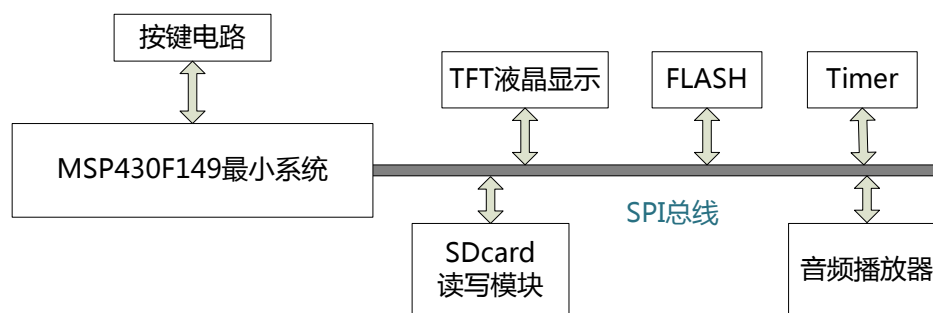 按键电路
TFT液晶显示
FLASH
Timer
MSP430F149最小系统
SPI总线
SDcard
读写模块
音频播放器